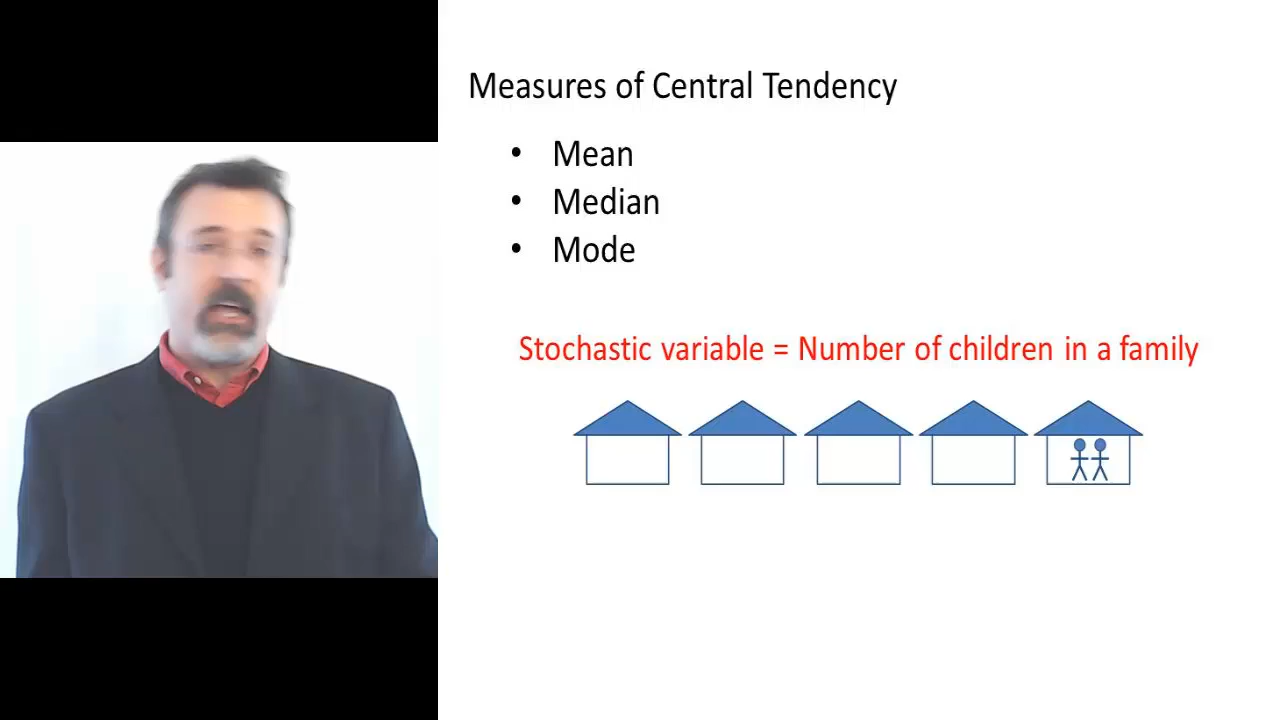 Measures of Central Tendency
• Mean
• Median
• Mode
Stochastic variable = Number of children in a family